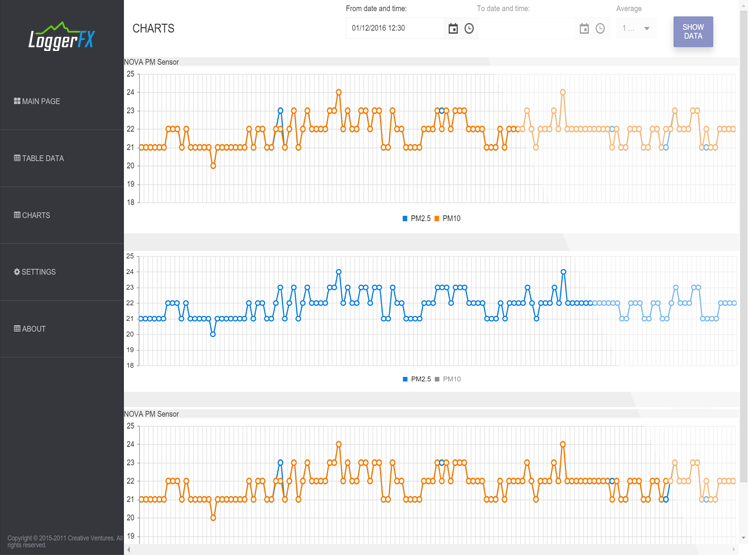 LoggerFX
MAIN PAGE
TABLE DATA
CHARTS
SETTINGS
ABOUT
Copyright © 2015-2011 Creative Ventures. All
rights reserved.
CHARTS
From date and time:
01/12/2016 12:30
To date and time:
Average
1 ...
SHOW
DATA
NOVA PM Sensor
25
24
23
22
21
20
19
18
PM2.5 PM10
25
24
23
22
21
20
19
18
PM2.5 PM10
NOVA PM Sensor
25
24
23
22
21
20
19